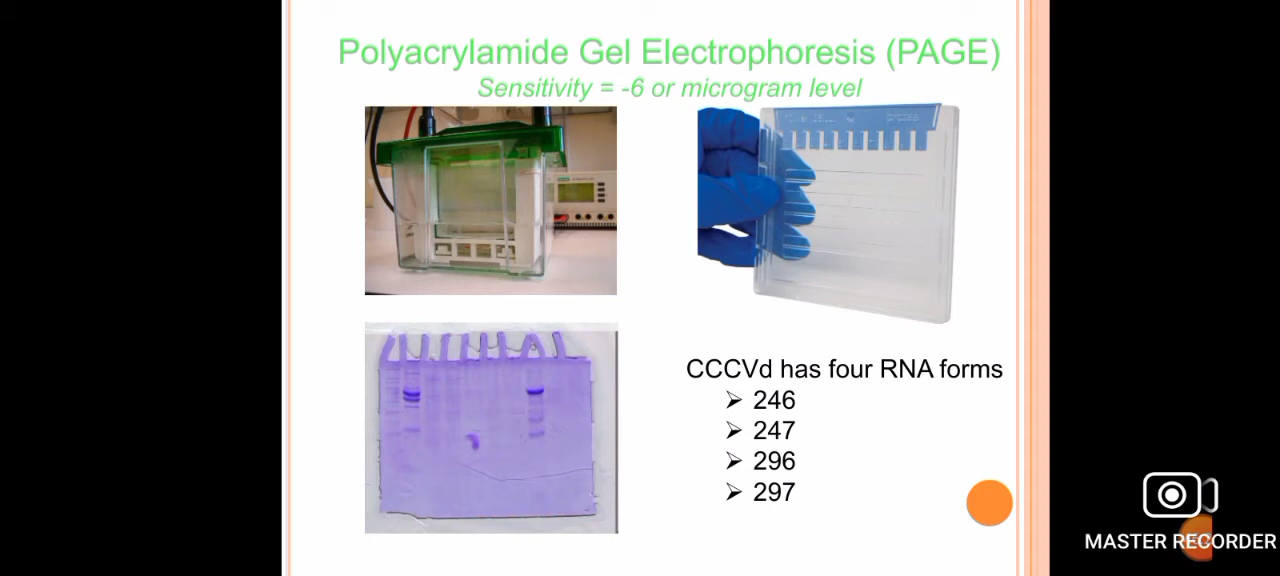 Polyacrylamide Gel Electrophoresis (PAGE)
Sensitivity = -6 or microgram level
CCCVd has four RNA forms
➢ 246
➢ 247
➢ 296
➢ 297
MASTER RECORDER